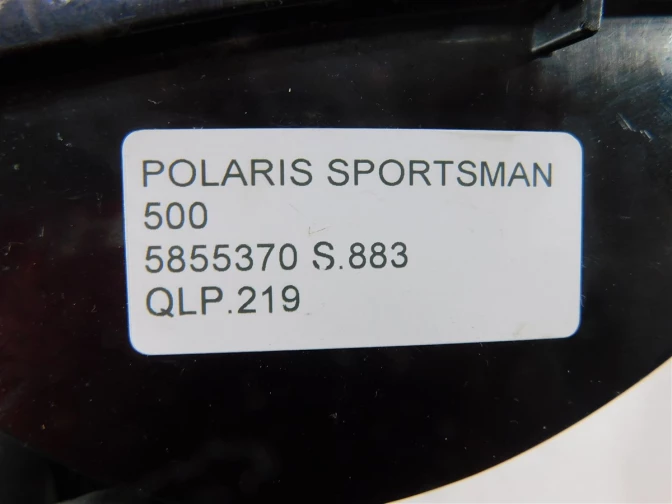 POLARIS SPORTSMAN
500
5855370 S.883
QLP.219